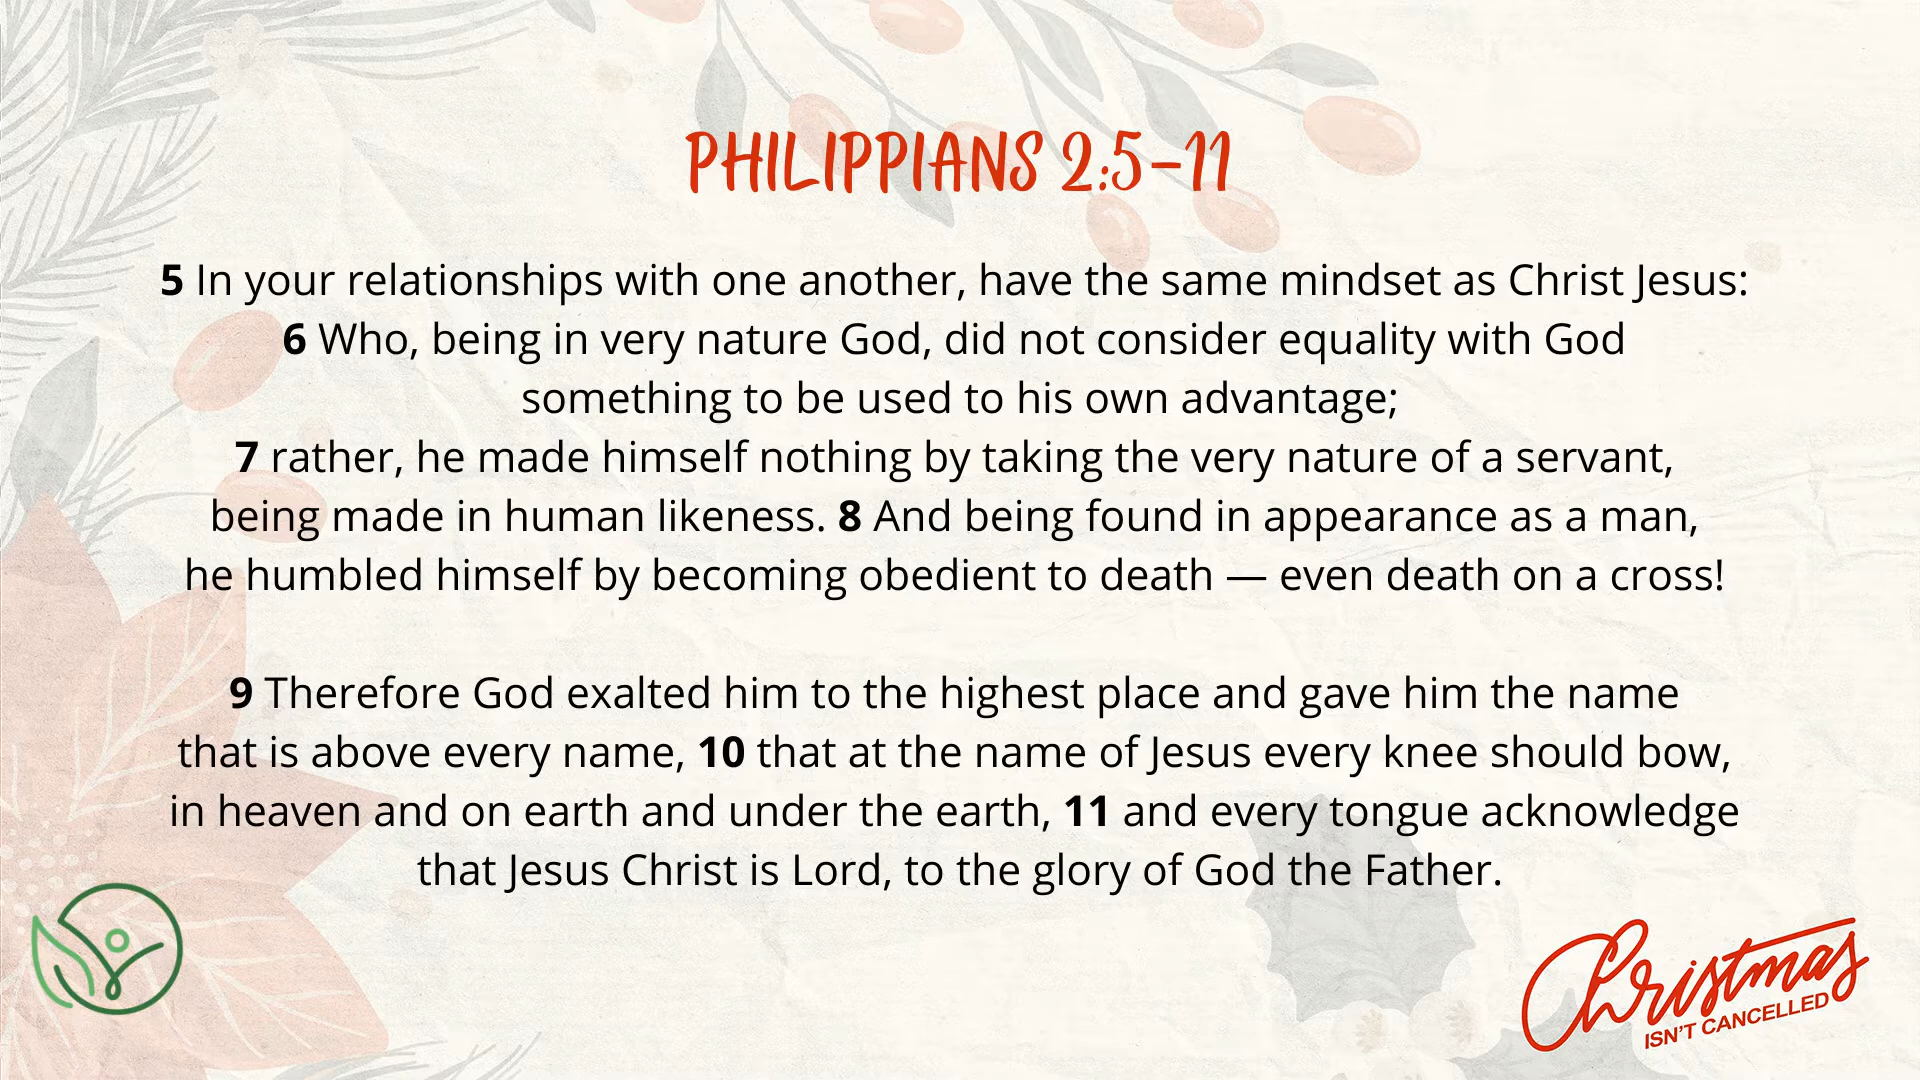 PHILIPPIANS 2:5-11
5 In your relationships with one another, have the same mindset as Christ Jesus:
6 Who, being in very nature God, did not consider equality with God
something to be used to his own advantage;
7 rather, he made himself nothing by taking the very nature of a servant,
being made in human likeness. 8 And being found in appearance as a man,
he humbled himself by becoming obedient to death — even death on a cross!
9 Therefore God exalted him to the highest place and gave him the name
that is above every name, 10 that at the name of Jesus every knee should bow,
in heaven and on earth and under the earth, 11 and every tongue acknowledge
that Jesus Christ is Lord, to the glory of God the Father.
Christmas
ISN'T CANCELLED